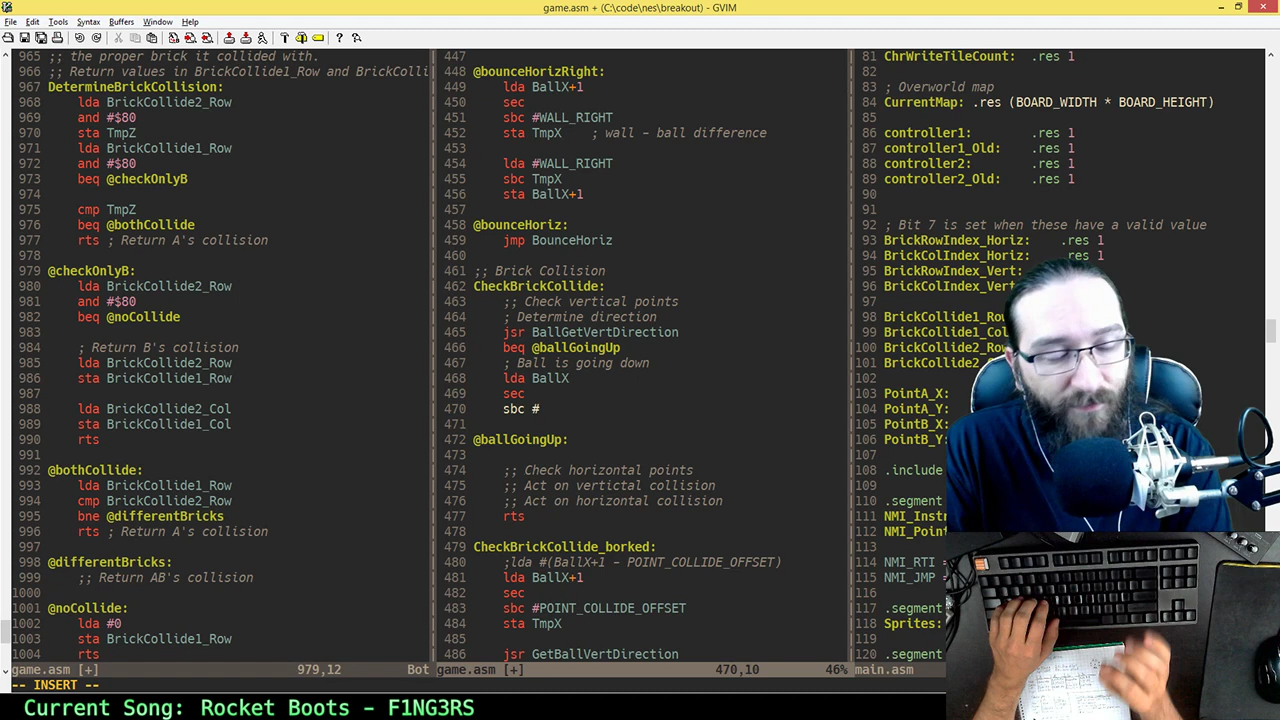 game.asm + (C:\code\nes\breakout) - GVIM
File Edit Tools Syntax Buffers Window Help
965 ;; the proper brick it collided with.
966 ;; Return values in BrickCollide1_Row and BrickColli
967 DetermineBrickCollision:
968 lda BrickCollide2_Row
969 and #$80
970 sta TmpZ
971 lda BrickCollide1_Row
972 and #$80
973 beq @checkOnlyB
974
975 cmp TmpZ
976 beq @bothCollide
977 rts ; Return A's collision
978
979 @checkOnlyB:
980 lda BrickCollide2_Row
981 and #$80
982 beq @noCollide
983
984 ; Return B's collision
985 lda BrickCollide2_Row
986 sta BrickCollide1_Row
987
988 lda BrickCollide2_Col
989 sta BrickCollide1_Col
990 rts
991
992 @bothCollide:
993 lda BrickCollide1_Row
994 cmp BrickCollide2_Row
995 bne @differentBricks
996 rts ; Return A's collision
997
998 @differentBricks:
999 ;; Return AB's collision
1000
1001 @noCollide:
1002 lda #0
1003 sta BrickCollide1_Row
1004 rts
game.asm [+] 979,12 Bot
447
448 @bounceHorizRight:
449 lda BallX+1
450 sec
451 sbc #WALL_RIGHT
452 sta TmpX ; wall - ball difference
453
454 lda #WALL_RIGHT
455 sbc TmpX
456 sta BallX+1
457
458 @bounceHoriz:
459 jmp BounceHoriz
460
461 ;; Brick Collision
462 CheckBrickCollide:
463 ;; Check vertical points
464 ; Determine direction
465 jsr BallGetVertDirection
466 beq @ballGoingUp
467 ; Ball is going down
468 lda BallX
469 sec
470 sbc #
471
472 @ballGoingUp:
473
474 ;; Check horizontal points
475 ;; Act on vertictal collision
476 ;; Act on horizontal collision
477 rts
478
479 CheckBrickCollide_borked:
480 ;lda #(BallX+1 - POINT_COLLIDE_OFFSET)
481 lda BallX+1
482 sec
483 sbc #POINT_COLLIDE_OFFSET
484 sta TmpX
485
486 jsr GetBallVertDirection
game.asm [+] 470,10 46%
81 ChrWriteTileCount: .res 1
82
83 ; Overworld map
84 CurrentMap: .res (BOARD_WIDTH * BOARD_HEIGHT)
85
86 controller1: .res 1
87 controller1_Old: .res 1
88 controller2: .res 1
89 controller2_Old: .res 1
90
91
92 ; Bit 7 is set when these have a valid value
93 BrickRowIndex_Horiz: .res 1
94 BrickColIndex_Horiz: .res 1
95 BrickRowIndex_Vert:
96 BrickColIndex_Vert
97
98 BrickCollide1_Row
99 BrickCollide1_Col
100 BrickCollide2_Row
101 BrickCollide2_
102
103 PointA_X:
104 PointA_Y:
105 PointB_X:
106 PointB_Y:
107
108 .include
109
110 .segment
111 NMI_Inst
112 NMI_Poin
113
114 NMI_RTI =
115 NMI_JMP =
116
117 .segment
118 Sprites:
119
120 .segment
main.asm
-- INSERT --
Current Song: Rocket Boots - F1NG3RS